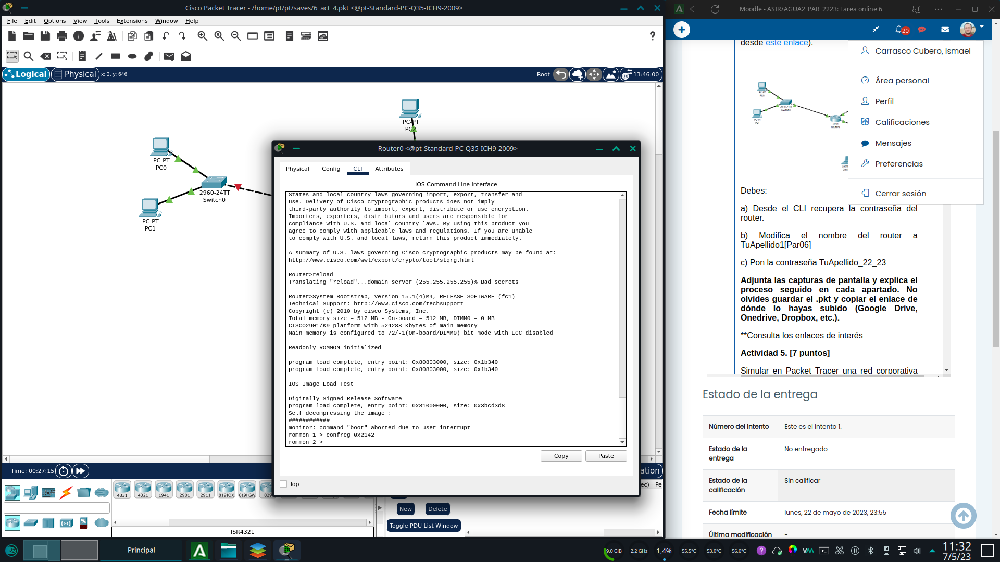 Cisco Packet Tracer - /home/pt/pt/saves/6_act_4.pkt <@pt-Standard-PC-Q35-ICH9-2009>
File Edit Options View Tools Extensions Window Help
Logical Physical x: 3, y: 646
Root 13:46:00
PC-PT
PC2
PC-PT
PC0
2960-24TT
Switch0
PC-PT
PC1
Router0 <@pt-Standard-PC-Q35-ICH9-2009>
Physical Config CLI Attributes
IOS Command Line Interface
States and local country laws governing import, export, transfer and
use. Delivery of Cisco cryptographic products does not imply
third-party authority to import, export, distribute or use encryption.
Importers, exporters, distributors and users are responsible for
compliance with U.S. and local country laws. By using this product you
agree to comply with applicable laws and regulations. If you are unable
to comply with U.S. and local laws, return this product immediately.
A summary of U.S. laws governing Cisco cryptographic products may be found at:
http://www.cisco.com/wwl/export/crypto/tool/stqrg.html
Router>reload
Translating "reload"...domain server (255.255.255.255)% Bad secrets
Router>System Bootstrap, Version 15.1(4)M4, RELEASE SOFTWARE (fc1)
Technical Support: http://www.cisco.com/techsupport
Copyright (c) 2010 by cisco Systems, Inc.
Total memory size = 512 MB - On-board = 512 MB, DIMM0 = 0 MB
CISCO2901/K9 platform with 524288 Kbytes of main memory
Main memory is configured to 72/-1(On-board/DIMM0) bit mode with ECC disabled
Readonly ROMMON initialized
program load complete, entry point: 0x80803000, size: 0x1b340
program load complete, entry point: 0x80803000, size: 0x1b340
IOS Image Load Test
___________________
Digitally Signed Release Software
program load complete, entry point: 0x81000000, size: 0x3bcd3d8
Self decompressing the image :
############
monitor: command "boot" aborted due to user interrupt
rommon 1 > confreg 0x2142
rommon 2 >
Copy Paste
Top
Time: 00:27:15
ation
ec) Pe
4331 4321 1941 2901 2911 819IOX 819HGW 829
New Delete
Toggle PDU List Window
ISR4321
Moodle - ASIR/AGUA2_PAR_2223: Tarea online 6
20
desde este enlace).
Carrasco Cubero, Ismael
Área personal
Perfil
Calificaciones
Mensajes
Preferencias
Cerrar sesión
PC-PT
PC0
2960-24TT
Switch0
PC-PT
PC1
2901
Router0
Debes:
a) Desde el CLI recupera la contraseña del
router.
b) Modifica el nombre del router a
TuApellido1[Par06]
c) Pon la contraseña TuApellido_22_23
Adjunta las capturas de pantalla y explica el
proceso seguido en cada apartado. No
olvides guardar el .pkt y copiar el enlace de
dónde lo hayas subido (Google Drive,
Onedrive, Dropbox, etc.).
**Consulta los enlaces de interés
Actividad 5. [7 puntos]
Simular en Packet Tracer una red corporativa
Estado de la entrega
Número del intento Este es el intento 1.
Estado de la
entrega
No entregado
Estado de la
calificación
Sin calificar
Fecha límite lunes, 22 de mayo de 2023, 23:55
Última modificación -
Principal
9,0 GiB 2,2 GHz 1,4% 55,5°C 53,0°C 56,0°C
11:32
7/5/23